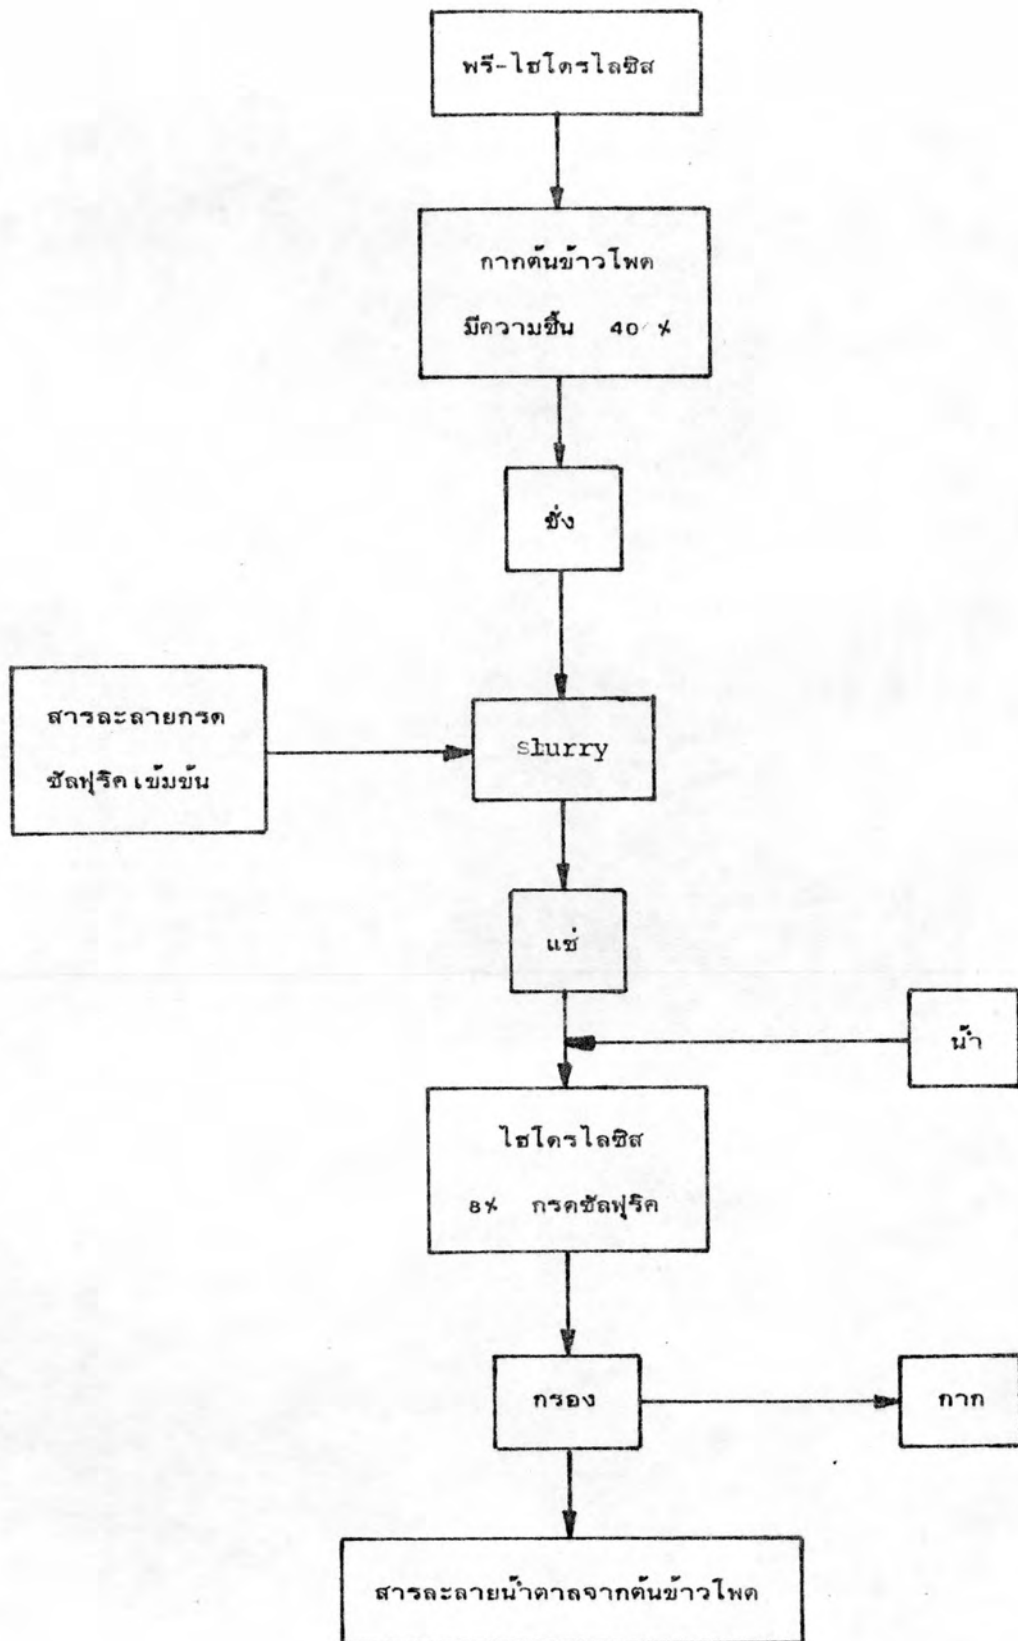 พรี-ไฮโดรไลซิส
กากต้นข้าวโพด
มีความชื้น 40 %
ชั่ง
สารละลายกรด
ซัลฟุริคเข้มข้น
slurry
แช่
น้ำ
ไฮโดรไลซิส
8% กรดซัลฟุริค
กรอง
กาก
สารละลายน้ำตาลจากต้นข้าวโพด